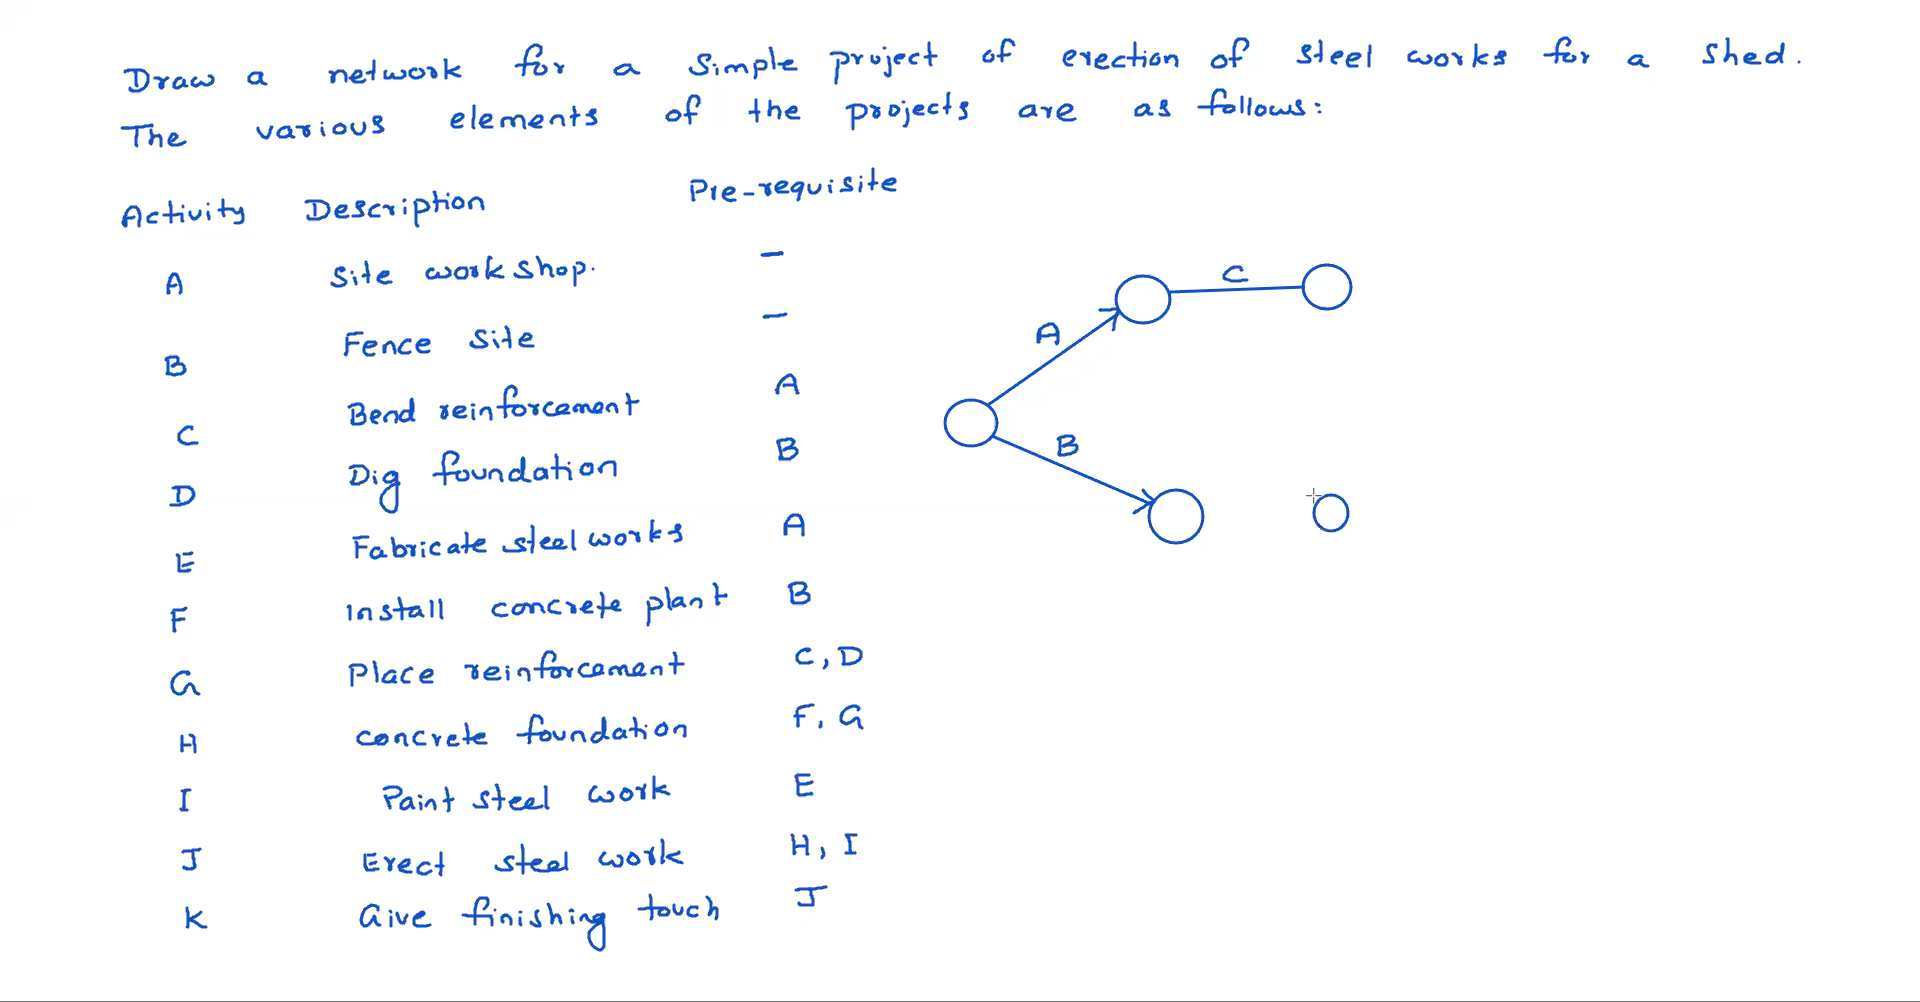 Draw a network for a simple project of erection of steel works for a shed.
The various elements of the projects are as follows:
Activity Description Pre-requisite
A Site workshop. -
B Fence Site -
C Bend reinforcement A
D Dig foundation B
E Fabricate steel works A
F Install concrete plant B
G Place reinforcement C, D
H concrete foundation F, G
I Paint steel work E
J Erect steel work H, I
K Give finishing touch J
C
A
B